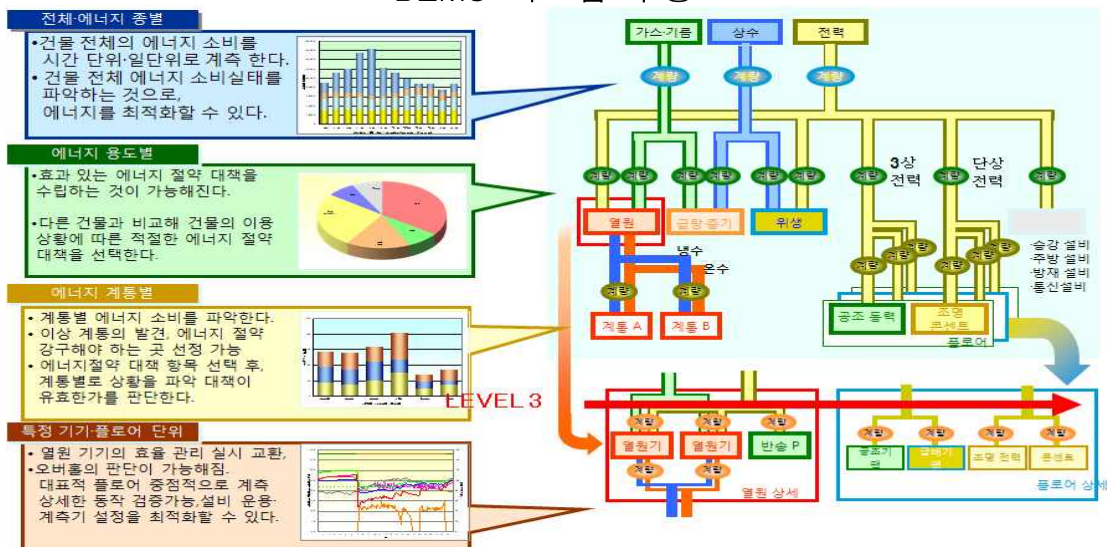 전체·에너지 종별
•건물 전체의 에너지 소비를
시간 단위·일단위로 계측 한다.
• 건물 전체 에너지 소비실태를
파악하는 것으로,
에너지를 최적화할 수 있다.
에너지 용도별
•효과 있는 에너지 절약 대책을
수립하는 것이 가능해진다.
•다른 건물과 비교해 건물의 이용
상황에 따른 적절한 에너지 절약
대책을 선택한다.
에너지 계통별
• 계통별 에너지 소비를 파악한다.
• 이상 계통의 발견, 에너지 절약
강구해야 하는 곳 선정 가능
• 에너지절약 대책 항목 선택 후,
계통별로 상황을 파악 대책이
유효한가를 판단한다.
특정 기기·플로어 단위
• 열원 기기의 효율 관리 실시 교환,
•오버홀의 판단이 가능해짐.
대표적 플로어 중점적으로 계측
상세한 동작 검증가능,설비 운용·
계측기 설정을 최적화할 수 있다.
가스·기름
상수
전력
계량
계량
계량
3상
전력
단상
전력
계량
계량
계량
계량
계량
계량
계량
계량
계량
열원
급탕·증기
위생
·승강 설비
·주방 설비
·방재 설비
·통신설비
냉수
온수
계량
계량
계량
계량
계량
계량
계량
계량
계통 A
계통 B
공조 동력
조명
콘센트
플로어
LEVEL 3
계량
계량
계량
계량
계량
계량
계량
열원기
열원기
반송 P
조명 전력
콘센트
계량
계량
열원 상세
플로어 상세